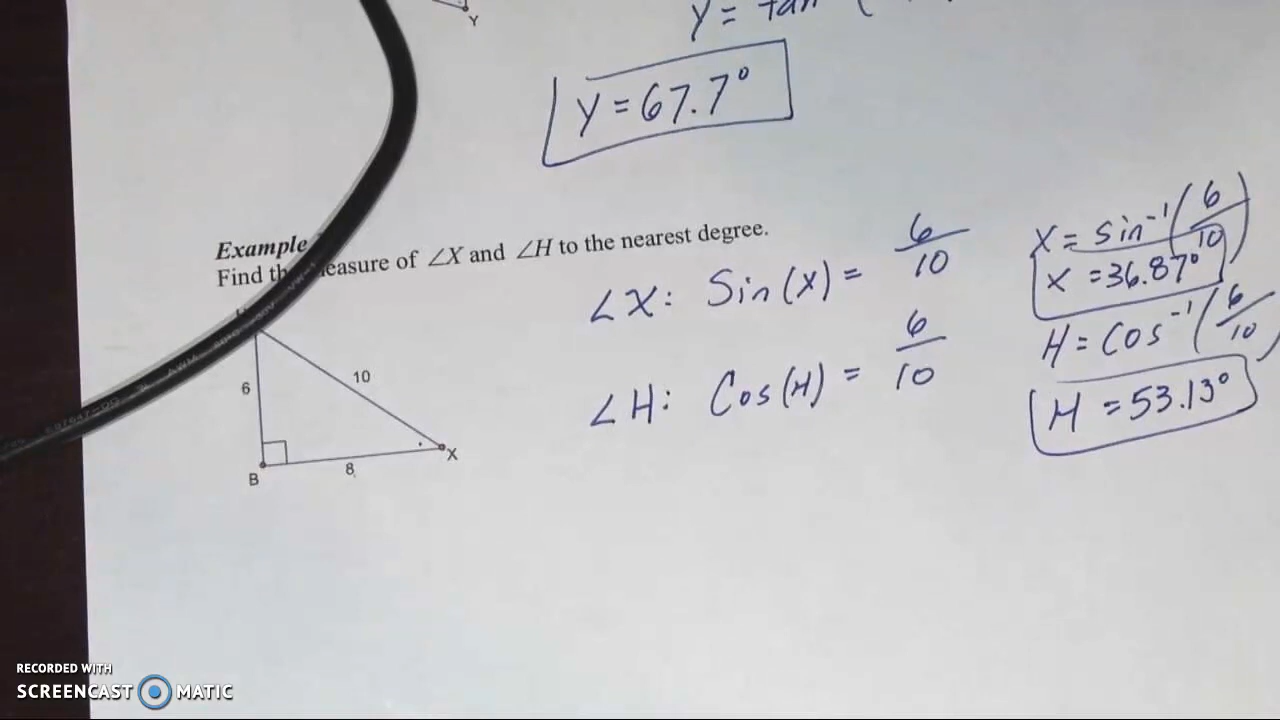 Y
Y = tan
Y = 67.7°
Example
Find the measure of ∠X and ∠H to the nearest degree.
∠X: Sin(X) = 6/10
X = sin⁻¹(6/10)
X = 36.87°
∠H: Cos(H) = 6/10
H = Cos⁻¹(6/10)
H = 53.13°
6
10
8
B
X
RECORDED WITH
SCREENCAST MATIC